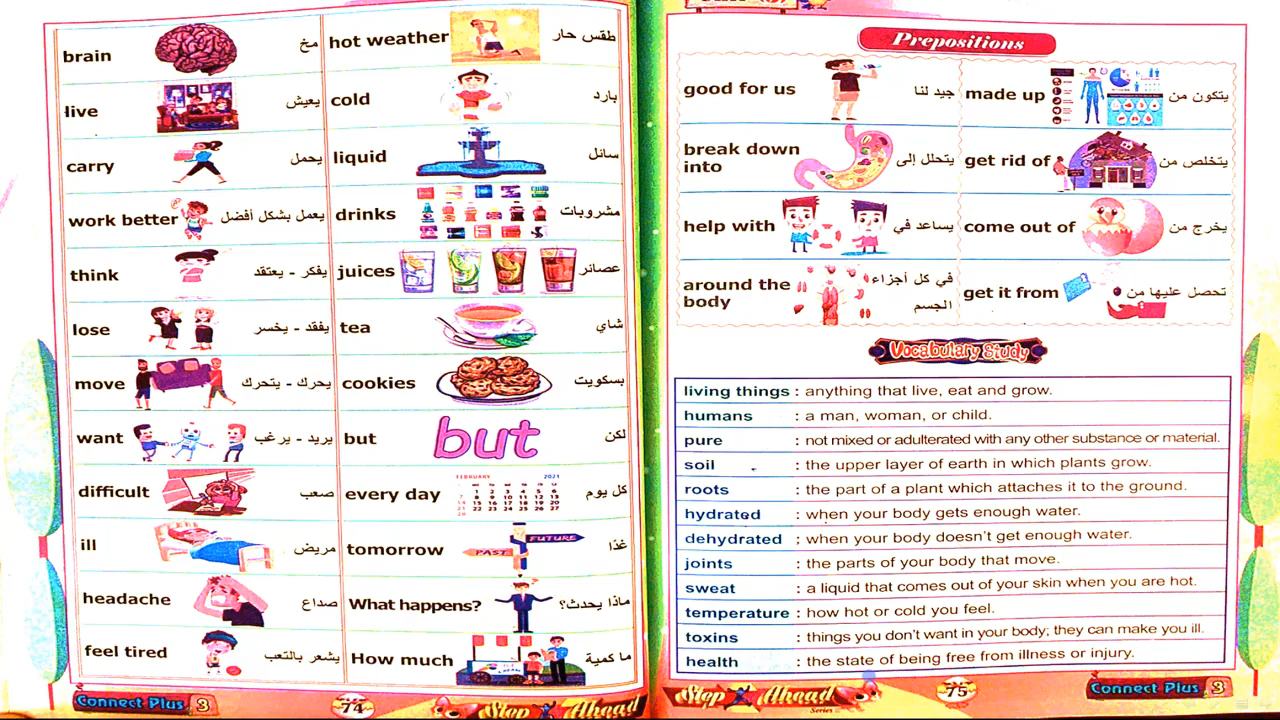 brain مخ
live يعيش
carry يحمل
work better يعمل بشكل أفضل
think يفكر - يعتقد
lose يفقد - يخسر
move يحرك - يتحرك
want يريد - يرغب
difficult صعب
ill مريض
headache صداع
feel tired يشعر بالتعب
hot weather طقس حار
cold بارد
liquid سائل
drinks مشروبات
juices عصائر
tea شاي
cookies بسكويت
but but لكن
every day FEBRUARY 2021 كل يوم
tomorrow PAST FUTURE غدًا
What happens? ماذا يحدث؟
How much ما كمية
Connect Plus 3
74
Step Ahead
Prepositions
good for us جيد لنا
made up يتكون من
break down into يتحلل إلى
get rid of يتخلص من
help with يساعد في
come out of يخرج من
around the body في كل أجزاء الجسم
get it from تحصل عليها من
Vocabulary Study
living things : anything that live, eat and grow.
humans : a man, woman, or child.
pure : not mixed or adulterated with any other substance or material.
soil : the upper layer of earth in which plants grow.
roots : the part of a plant which attaches it to the ground.
hydrated : when your body gets enough water.
dehydrated : when your body doesn't get enough water.
joints : the parts of your body that move.
sweat : a liquid that comes out of your skin when you are hot.
temperature : how hot or cold you feel.
toxins : things you don't want in your body; they can make you ill.
health : the state of being free from illness or injury.
Step Ahead Series
75
Connect Plus 3